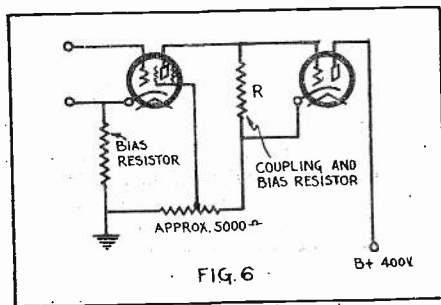 R
BIAS
RESISTOR
COUPLING AND
BIAS RESISTOR
APPROX. 5000 Ω
B+ 400V.
FIG. 6